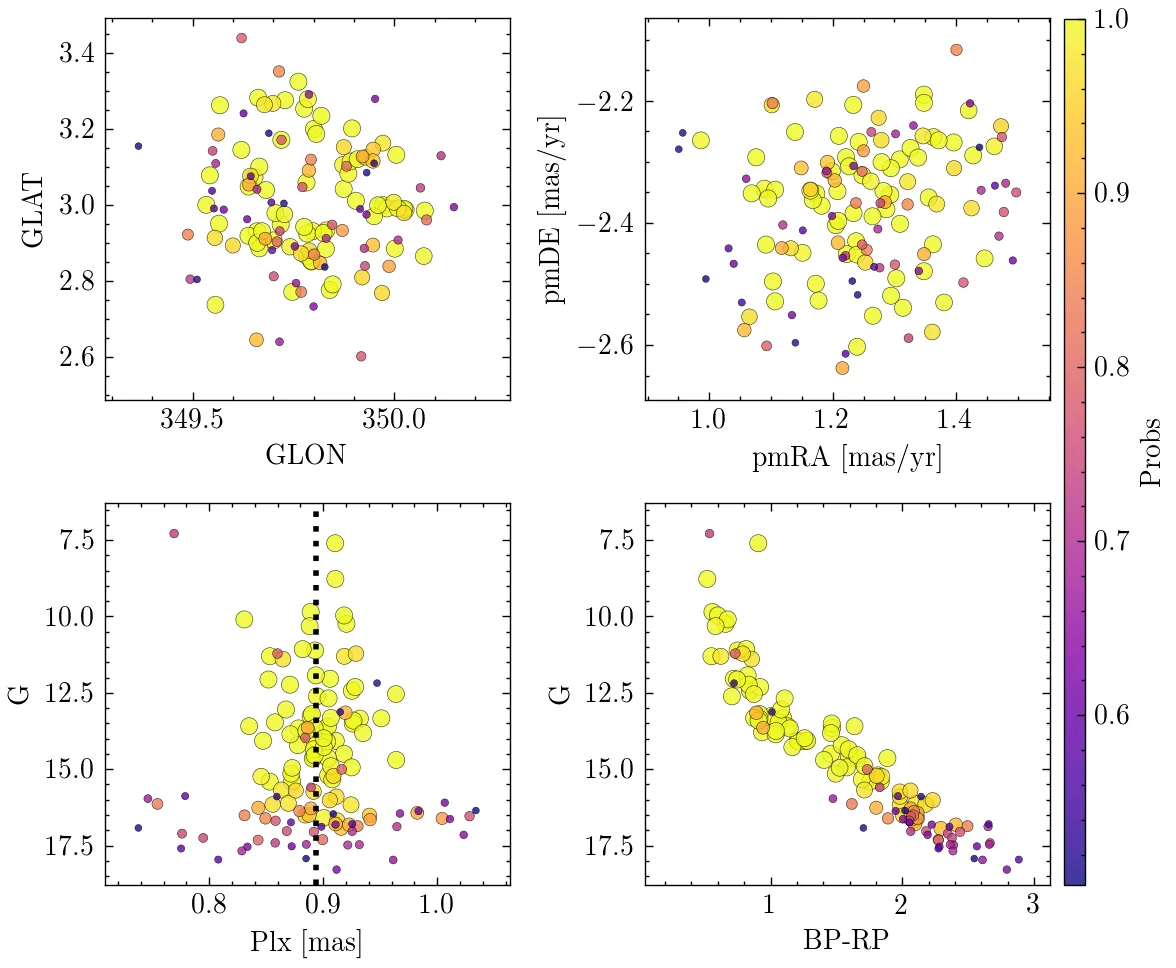 3.4
3.2
3.0
2.8
2.6
GLAT
349.5 350.0
GLON
−2.2
−2.4
−2.6
pmDE [mas/yr]
1.0 1.2 1.4
pmRA [mas/yr]
1.0
0.9
0.8
0.7
0.6
Probs
7.5
10.0
12.5
15.0
17.5
G
0.8 0.9 1.0
Plx [mas]
7.5
10.0
12.5
15.0
17.5
G
1 2 3
BP-RP